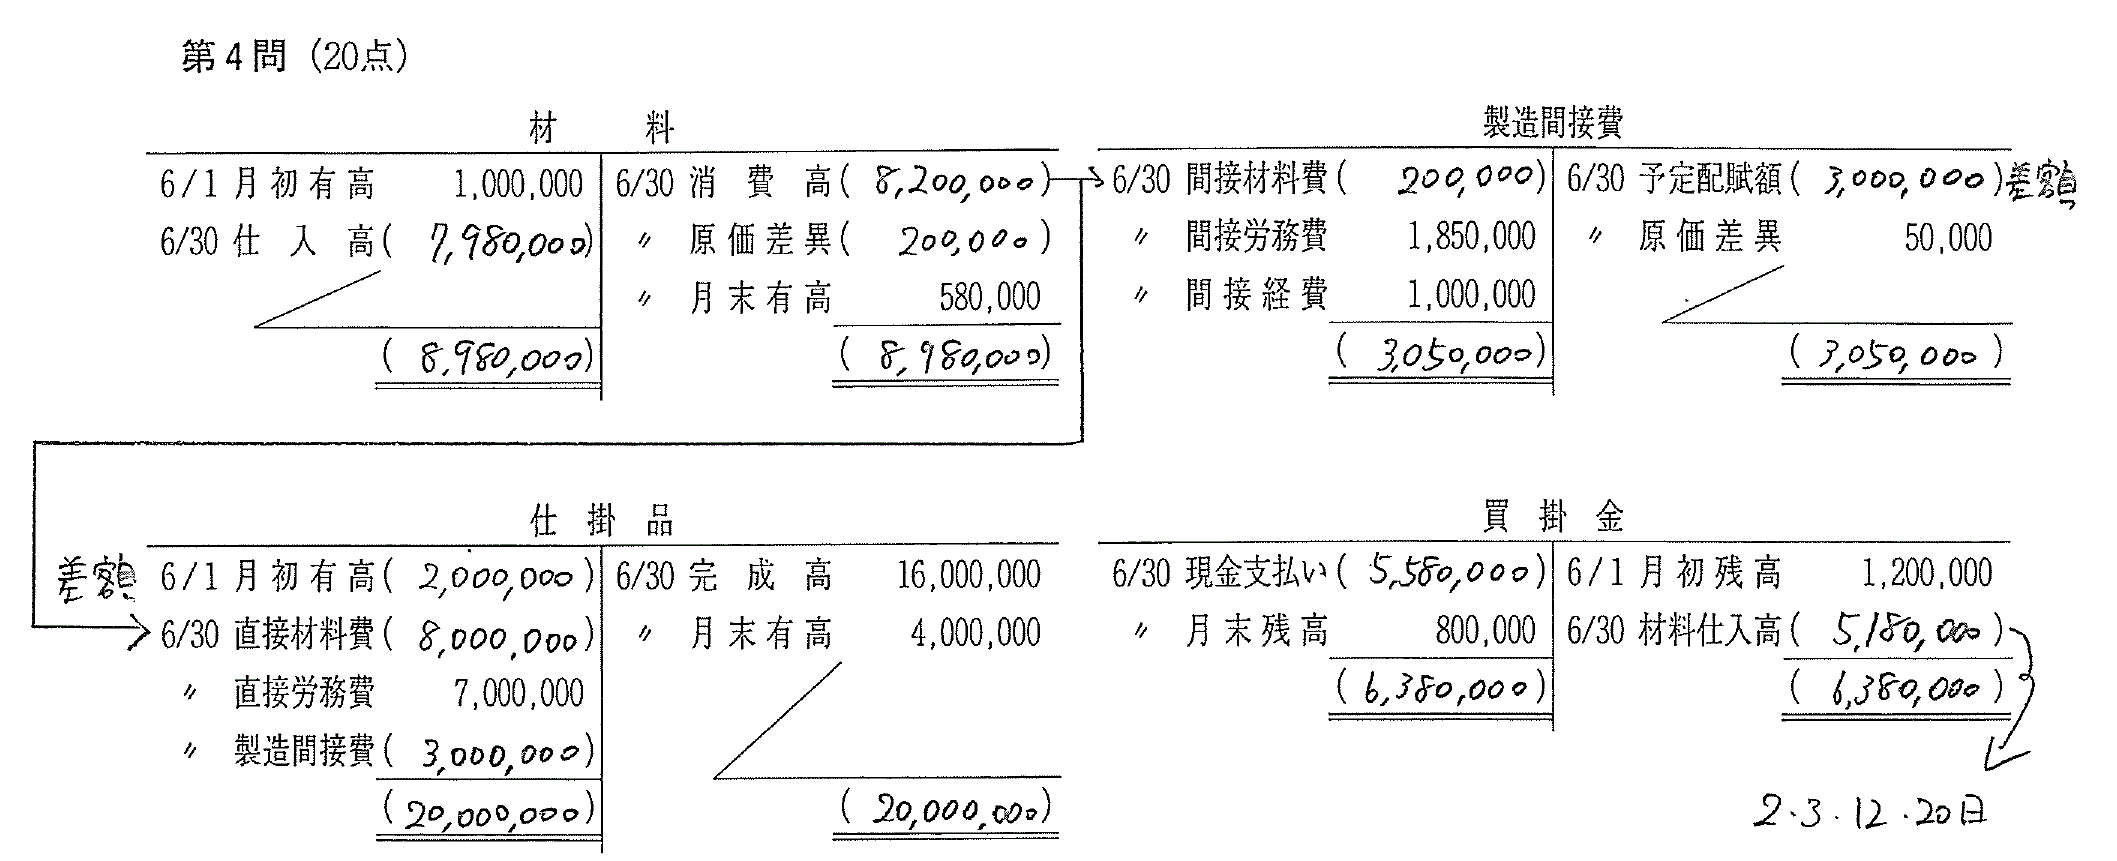 第4問 (20点)
材　料
6/1 月初有高 1,000,000 6/30 消費高 (8,200,000)
6/30 仕入高 (7,980,000) 〃 原価差異 (200,000)
〃 月末有高 580,000
(8,980,000) (8,980,000)
製造間接費
6/30 間接材料費 (200,000) 6/30 予定配賦額 (3,000,000) 差額
〃 間接労務費 1,850,000 〃 原価差異 50,000
〃 間接経費 1,000,000
(3,050,000) (3,050,000)
仕掛品
差額 6/1 月初有高 (2,000,000) 6/30 完成高 16,000,000
6/30 直接材料費 (8,000,000) 〃 月末有高 4,000,000
〃 直接労務費 7,000,000
〃 製造間接費 (3,000,000)
(20,000,000) (20,000,000)
買掛金
6/30 現金支払い (5,580,000) 6/1 月初残高 1,200,000
〃 月末残高 800,000 6/30 材料仕入高 (5,180,000)
(6,380,000) (6,380,000)
2・3・12・20日